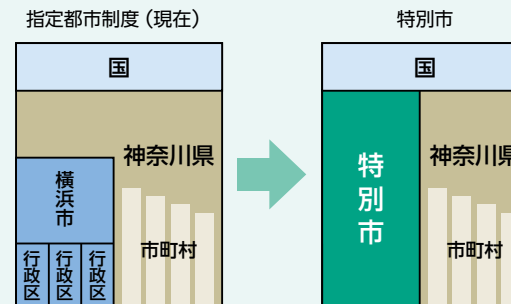 指定都市制度（現在）
国
神奈川県
横浜市
市町村
行政区
行政区
行政区
特別市
国
神奈川県
特別市
市町村